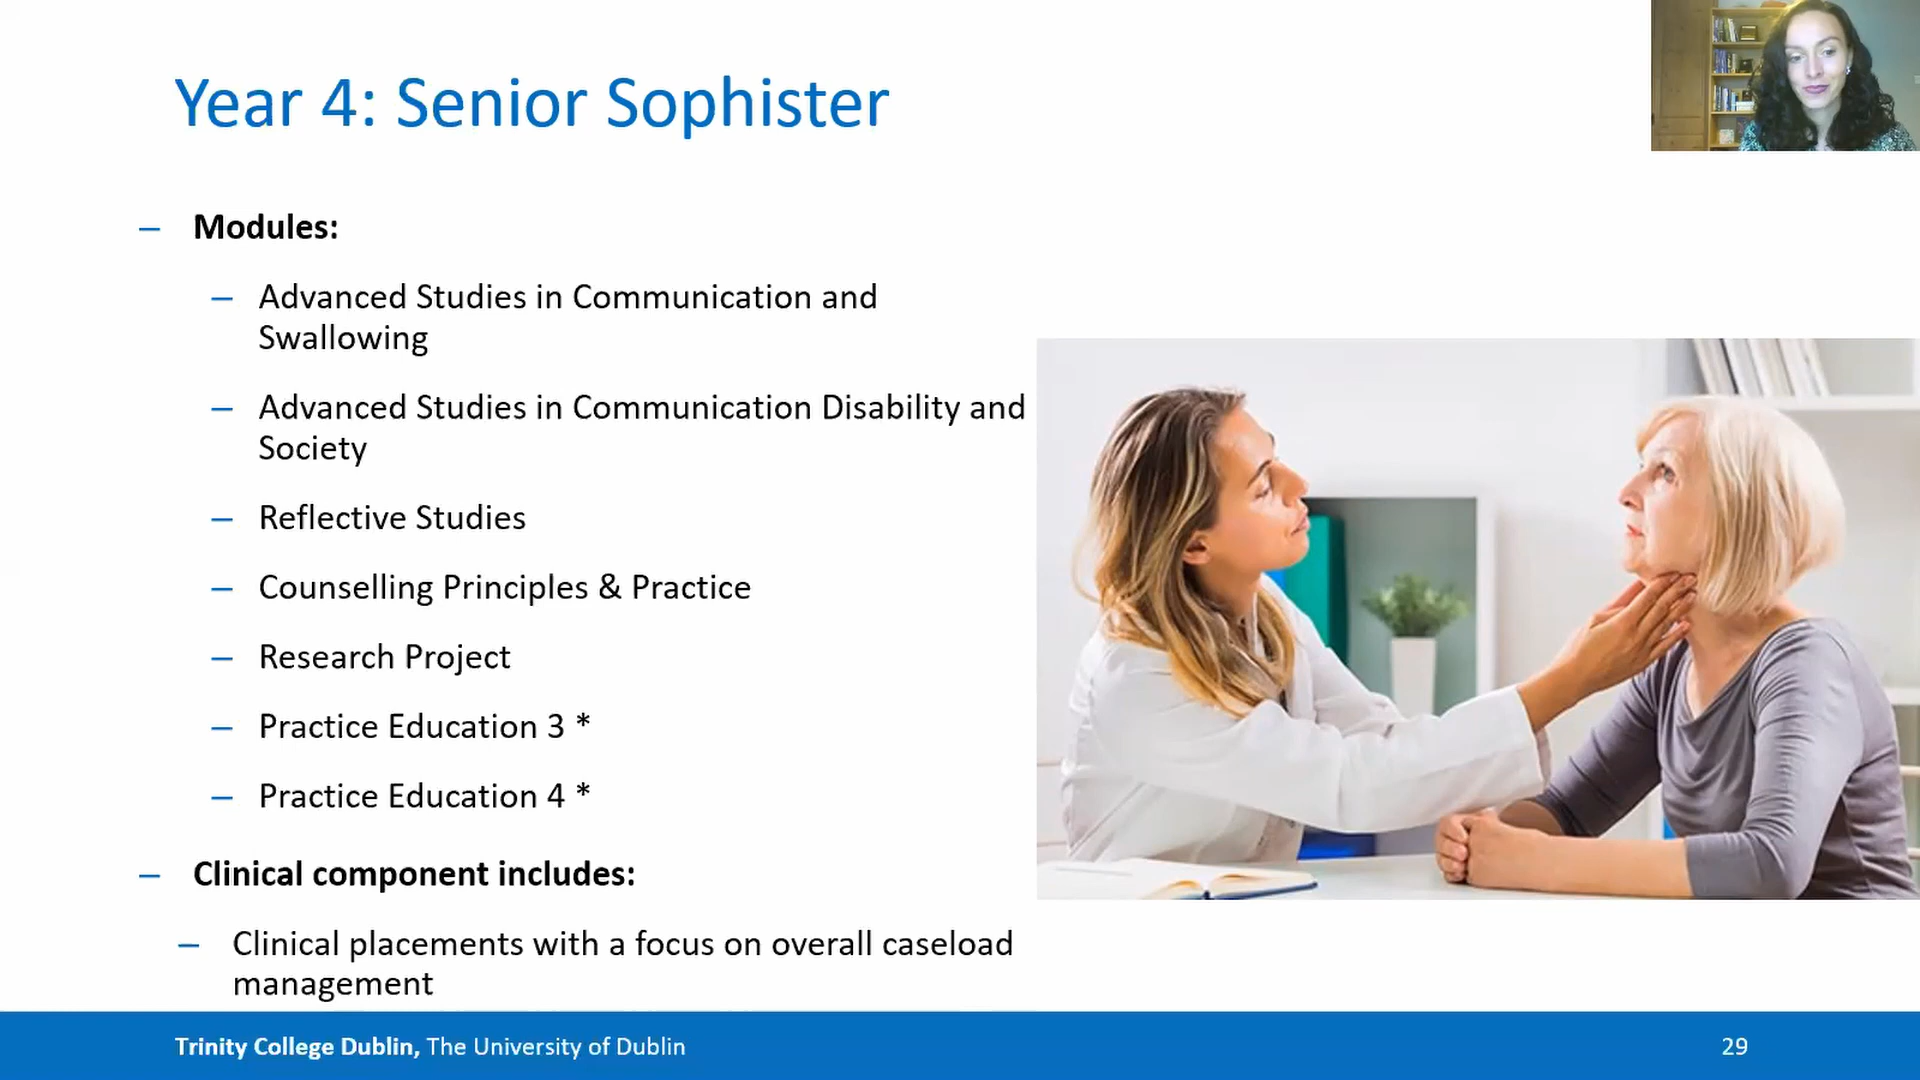 Year 4: Senior Sophister
– Modules:
– Advanced Studies in Communication and
Swallowing
– Advanced Studies in Communication Disability and
Society
– Reflective Studies
– Counselling Principles & Practice
– Research Project
– Practice Education 3 *
– Practice Education 4 *
– Clinical component includes:
– Clinical placements with a focus on overall caseload
management
Trinity College Dublin, The University of Dublin
29